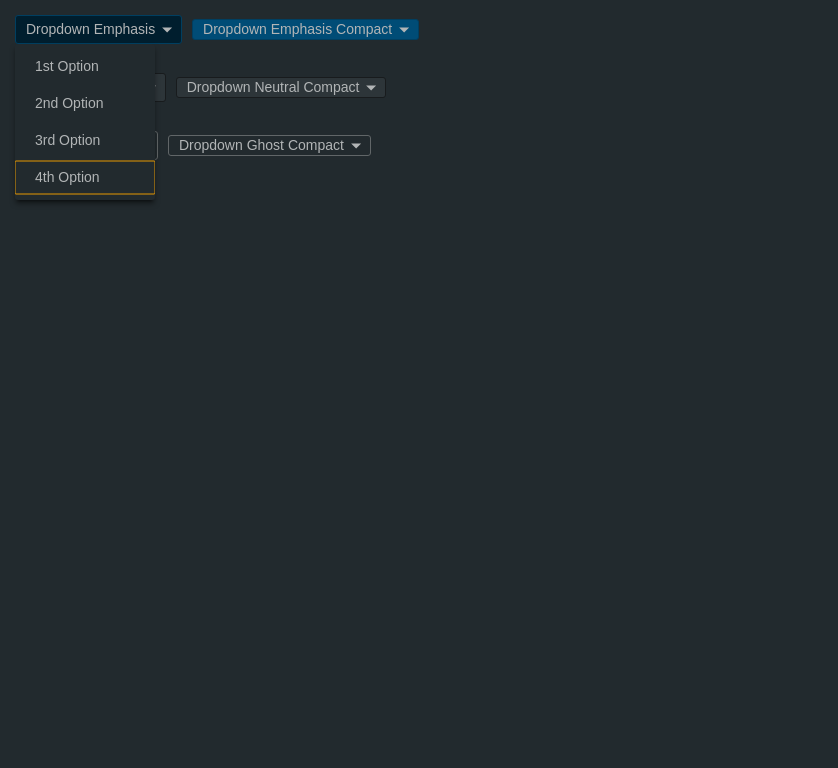 Dropdown Emphasis Dropdown Emphasis Compact
1st Option
Dropdown Neutral Compact
2nd Option
3rd Option Dropdown Ghost Compact
4th Option